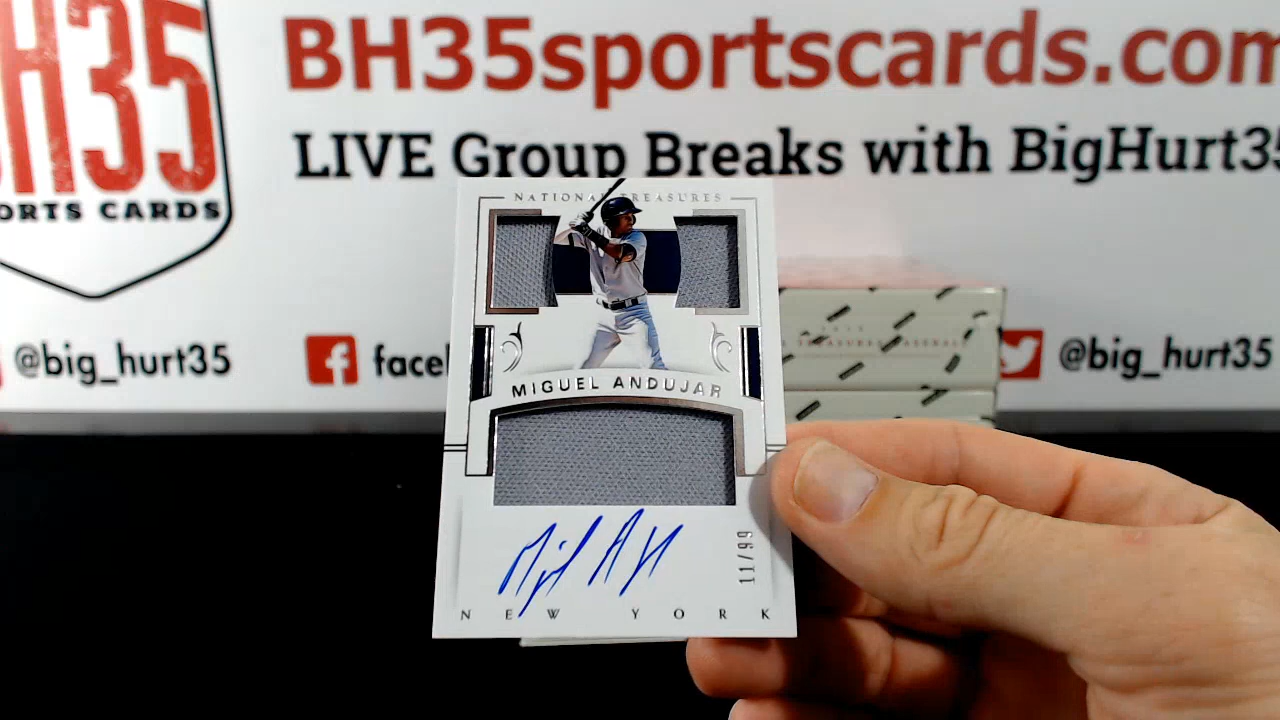 BH35sportscards.com
LIVE Group Breaks with BigHurt35
H35
ORTS CARDS
@big_hurt35
f facel
@big_hurt35
NATIONAL TREASURES
MIGUEL ANDUJAR
11/99
NEW YORK